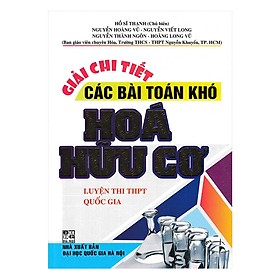 HỒ SĨ THẠNH (Chủ biên)
NGUYỄN HOÀNG VŨ - NGUYỄN VIẾT LONG
NGUYỄN THÀNH NGÔN - HOÀNG LONG VŨ
(Ban giáo viên chuyên Hóa, Trường THCS - THPT Nguyễn Khuyến, TP. HCM)
GIẢI CHI TIẾT
CÁC BÀI TOÁN KHÓ
HOÁ
HỮU CƠ
LUYỆN THI THPT
QUỐC GIA
NHÀ XUẤT BẢN
ĐẠI HỌC QUỐC GIA HÀ NỘI